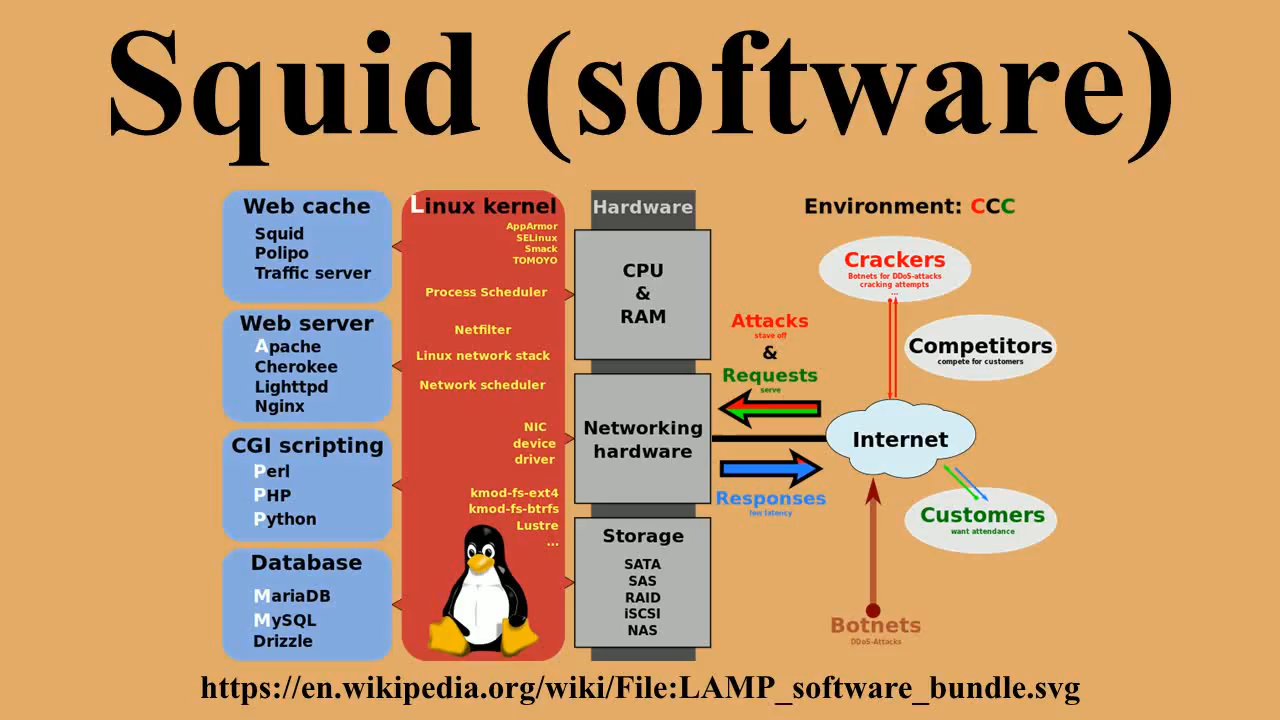 Squid (software)
Web cache
Squid
Polipo
Traffic server
Web server
Apache
Cherokee
Lighttpd
Nginx
CGI scripting
Perl
PHP
Python
Database
MariaDB
MySQL
Drizzle
Linux kernel
AppArmor
SELinux
Smack
TOMOYO
Process Scheduler
Netfilter
Linux network stack
Network scheduler
NIC
device
driver
kmod-fs-ext4
kmod-fs-btrfs
Lustre
...
Hardware
CPU
&
RAM
Networking
hardware
Storage
SATA
SAS
RAID
iSCSI
NAS
Environment: CCC
Crackers
Botnets for DDoS-attacks
cracking attempts
...
Competitors
compete for customers
Attacks
stave off
&
Requests
serve
Internet
Responses
low latency
Customers
want attendance
Botnets
DDoS-Attacks
https://en.wikipedia.org/wiki/File:LAMP_software_bundle.svg